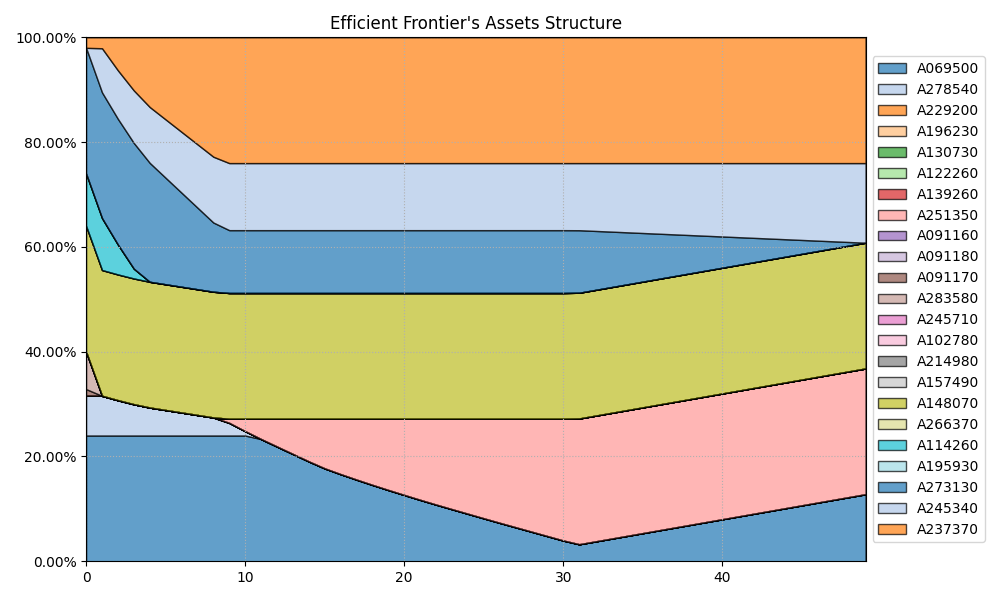 Efficient Frontier's Assets Structure
100.00%
80.00%
60.00%
40.00%
20.00%
0.00%
0
10
20
30
40
A069500
A278540
A229200
A196230
A130730
A122260
A139260
A251350
A091160
A091180
A091170
A283580
A245710
A102780
A214980
A157490
A148070
A266370
A114260
A195930
A273130
A245340
A237370